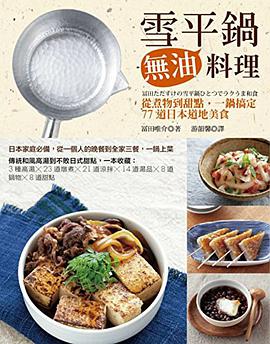 雪平鍋
無油 料理
冨田ただすけの雪平鍋ひとつでラクうま和食
從煮物到甜點，一鍋搞定
77道日本道地美食
冨田唯介◎著 游韻馨◎譯
日本家庭必備，從一個人的晚餐到全家三餐，一鍋上菜
傳統和風高湯到不敗日式甜點，一本收藏：
3種高湯×23道燉煮×21道涼拌×14道湯品×8道
鍋物×8道甜點